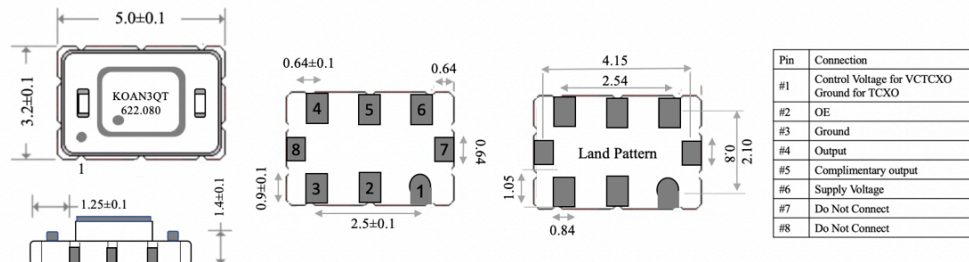 5.0±0.1
3.2±0.1
KOAN3QT
622.080
1
1.25±0.1
1.4±0.1
0.64±0.1
0.64
4 5 6
8 7
3 2 1
0.64
0.9±0.1
2.5±0.1
4.15
2.54
Land Pattern
0.8
2.10
1.05
0.84
Pin Connection
#1 Control Voltage for VCTCXO
Ground for TCXO
#2 OE
#3 Ground
#4 Output
#5 Complimentary output
#6 Supply Voltage
#7 Do Not Connect
#8 Do Not Connect